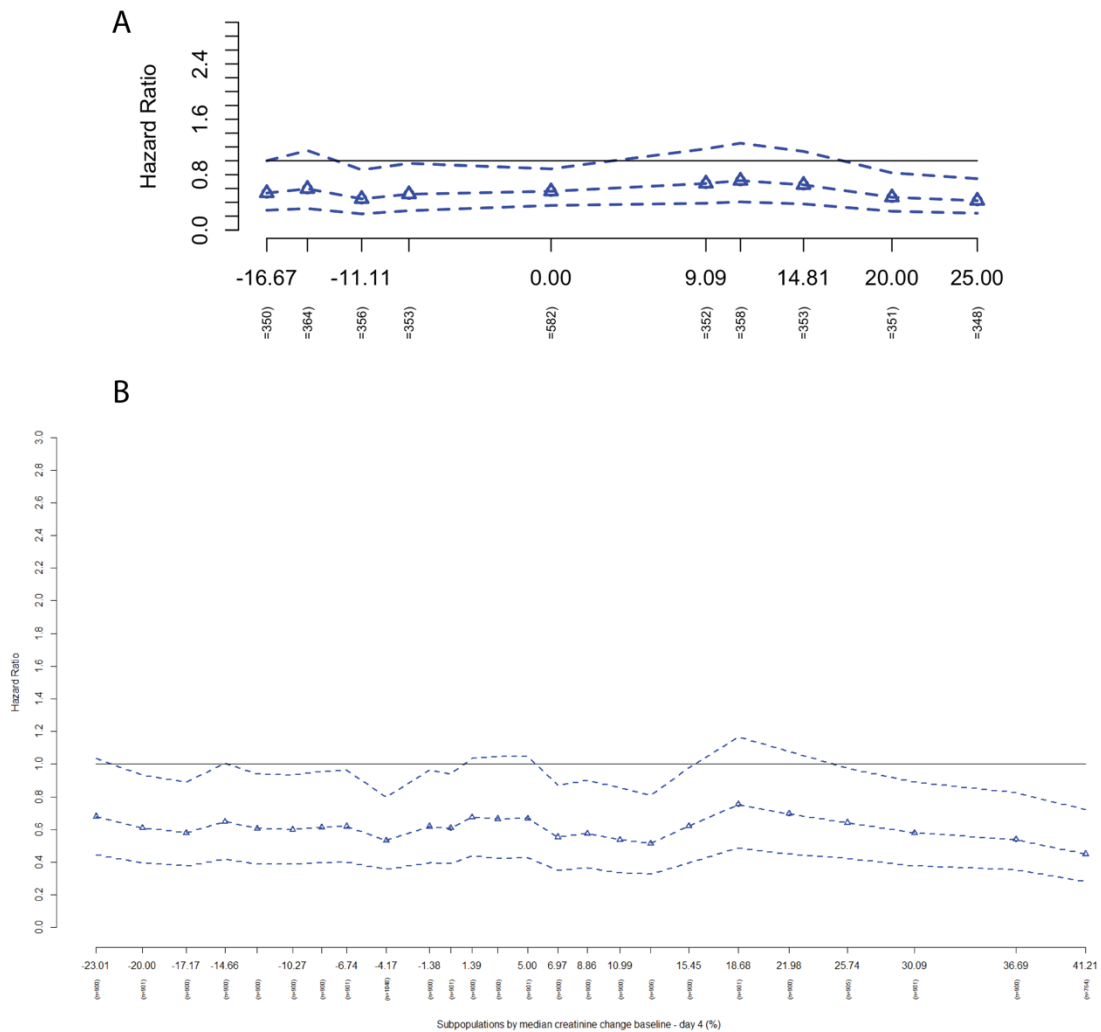 A
Hazard Ratio
0.0 0.8 1.6 2.4
-16.67 -11.11 0.00 9.09 14.81 20.00 25.00
=350) =364) =356) =353) =582) =352) =358) =353) =351) =348)
B
Hazard Ratio
3.0
2.8
2.6
2.4
2.2
2.0
1.8
1.6
1.4
1.2
1.0
0.8
0.6
0.4
0.2
0.0
-23.01 -20.00 -17.17 -14.66 -10.27 -6.74 -4.17 -1.38 1.39 5.00 6.97 8.86 10.99 15.45 18.68 21.98 25.74 30.09 36.69 41.21
Subpopulations by median creatinine change baseline - day 4 (%)